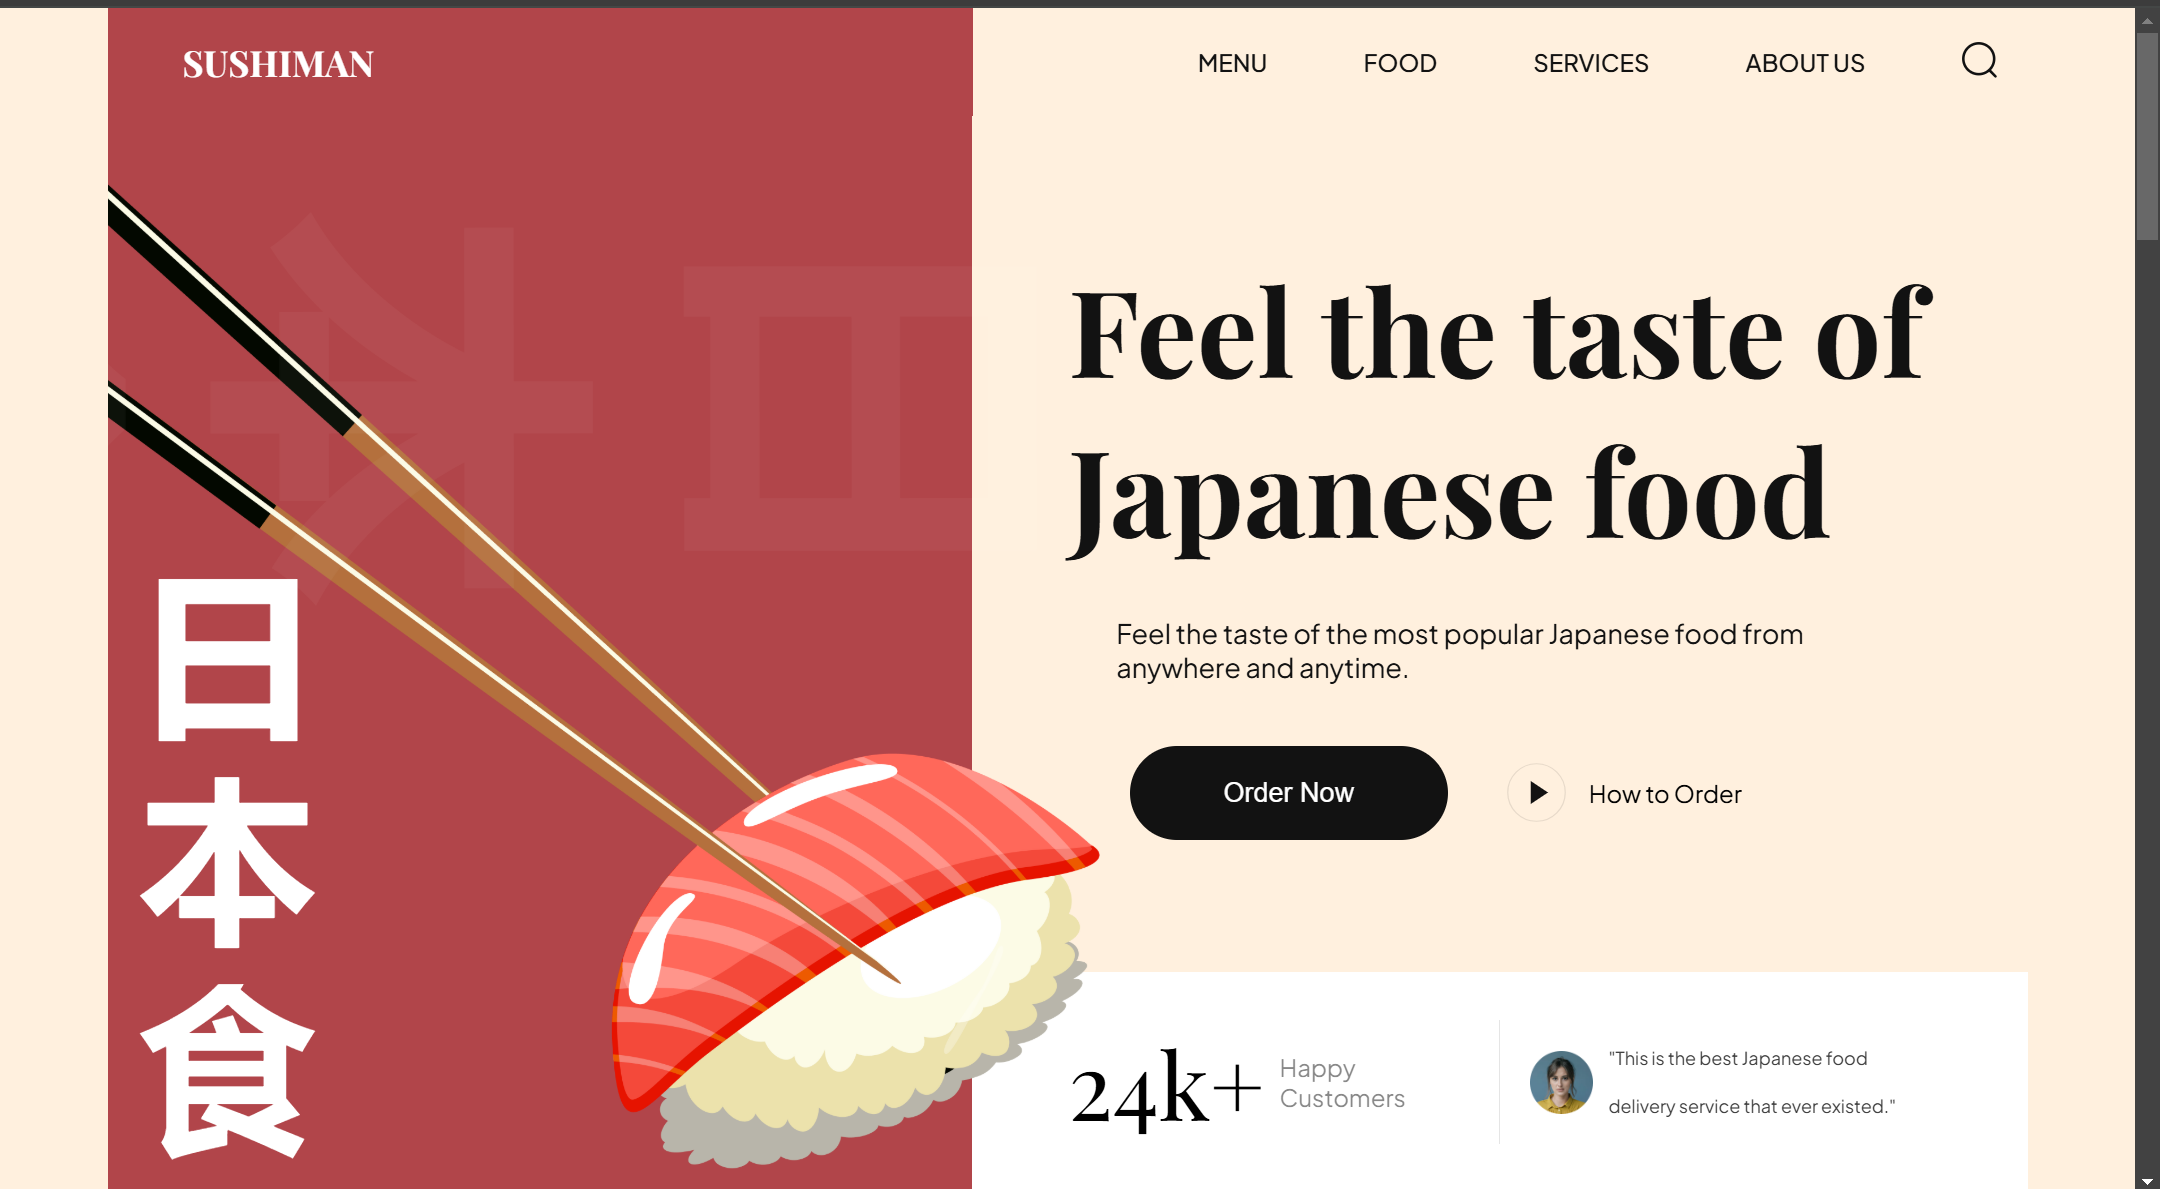 SUSHIMAN
MENU
FOOD
SERVICES
ABOUT US
Feel the taste of
Japanese food
日
本
食
Feel the taste of the most popular Japanese food from
anywhere and anytime.
Order Now
How to Order
24k+
Happy
Customers
"This is the best Japanese food
delivery service that ever existed."